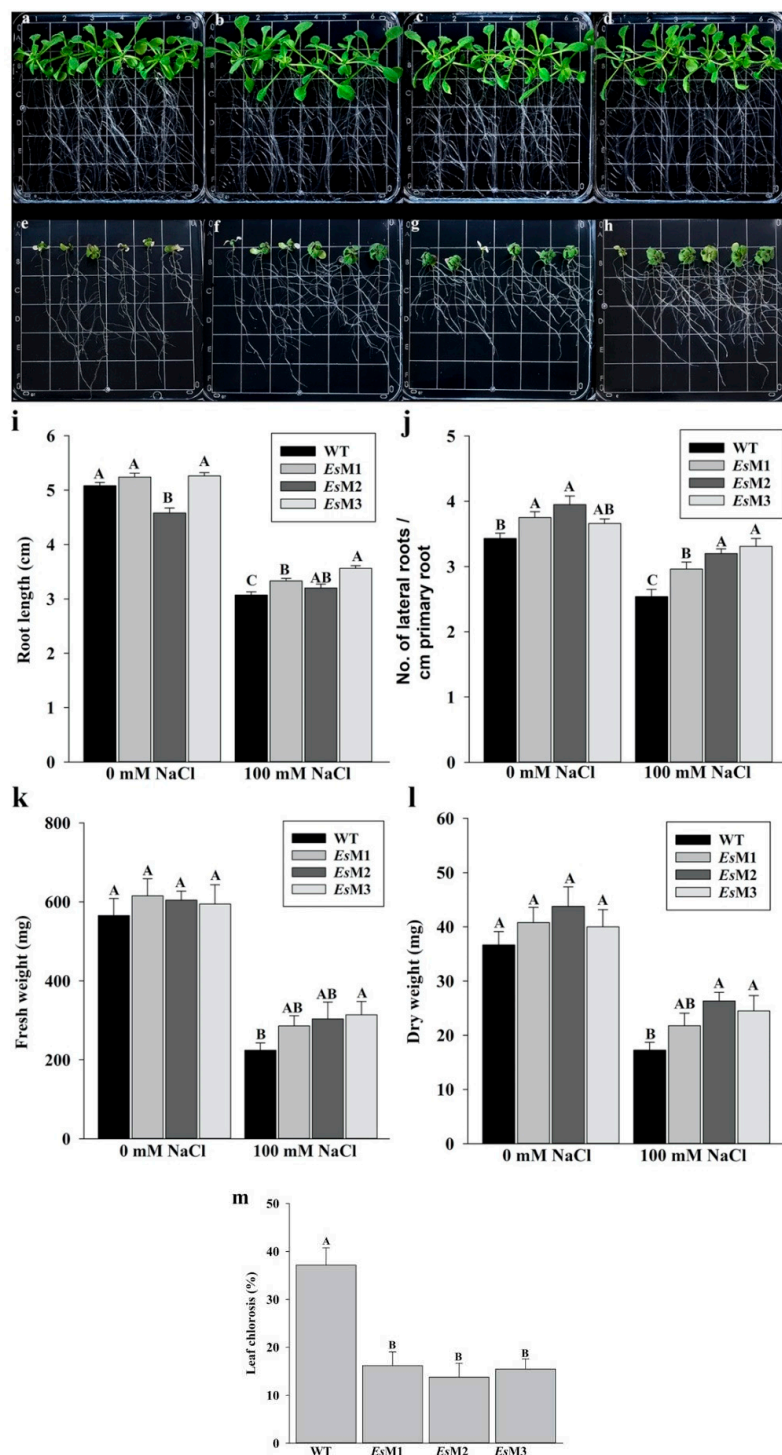 a
b
c
d
e
f
g
h
i
WT
EsM1
EsM2
EsM3
Root length (cm)
6
5
4
3
2
1
0
A A B A
C B AB A
0 mM NaCl 100 mM NaCl
j
WT
EsM1
EsM2
EsM3
No. of lateral roots /
cm primary root
5
4
3
2
1
0
B A A AB
C B A A
0 mM NaCl 100 mM NaCl
k
WT
EsM1
EsM2
EsM3
Fresh weight (mg)
800
600
400
200
0
A A A A
B AB AB A
0 mM NaCl 100 mM NaCl
l
WT
EsM1
EsM2
EsM3
Dry weight (mg)
60
50
40
30
20
10
0
A A A A
B AB A A
0 mM NaCl 100 mM NaCl
m
Leaf chlorosis (%)
50
40
30
20
10
0
A B B B
WT EsM1 EsM2 EsM3